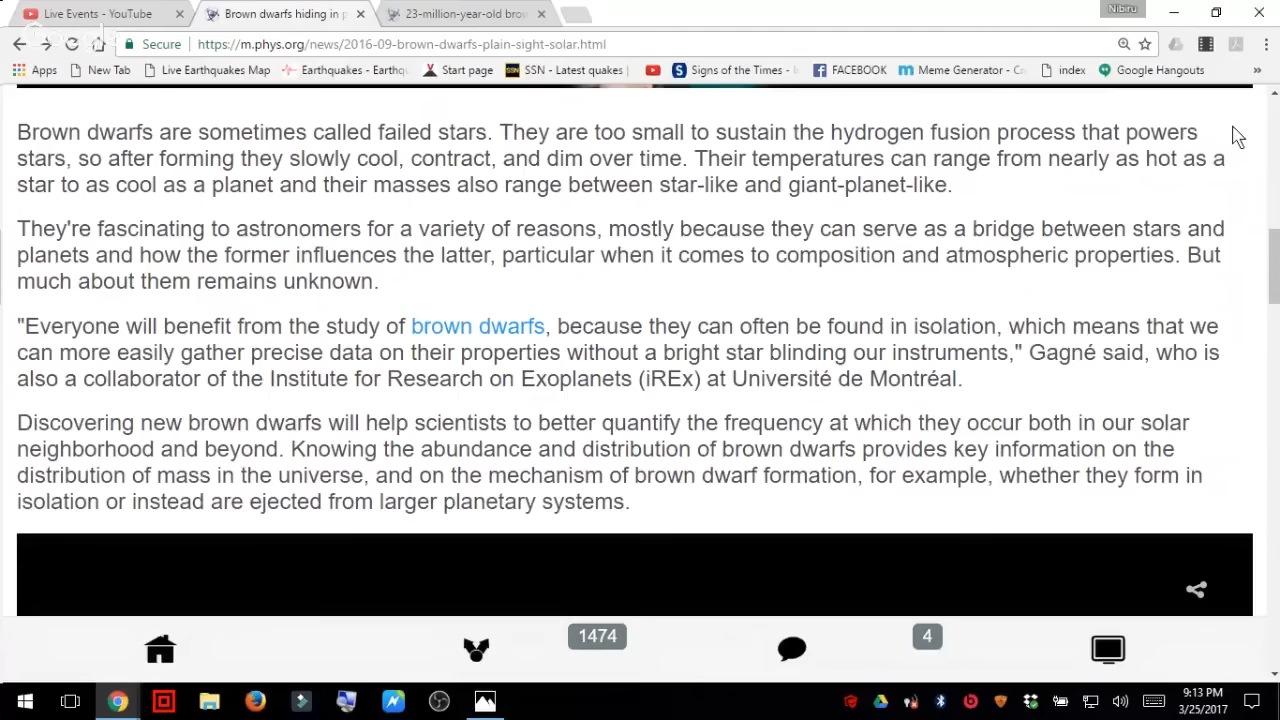 Live Events - YouTube
Brown dwarfs hiding in p
23-million-year-old brow
Nibiru
Secure
https://m.phys.org/news/2016-09-brown-dwarfs-plain-sight-solar.html
Apps
New Tab
Live Earthquakes Map
Earthquakes - Earthqu
Start page
SSN - Latest quakes
Signs of the Times -
FACEBOOK
Meme Generator - C
index
Google Hangouts
»
Brown dwarfs are sometimes called failed stars. They are too small to sustain the hydrogen fusion process that powers
stars, so after forming they slowly cool, contract, and dim over time. Their temperatures can range from nearly as hot as a
star to as cool as a planet and their masses also range between star-like and giant-planet-like.
They're fascinating to astronomers for a variety of reasons, mostly because they can serve as a bridge between stars and
planets and how the former influences the latter, particular when it comes to composition and atmospheric properties. But
much about them remains unknown.
"Everyone will benefit from the study of brown dwarfs, because they can often be found in isolation, which means that we
can more easily gather precise data on their properties without a bright star blinding our instruments," Gagné said, who is
also a collaborator of the Institute for Research on Exoplanets (iREx) at Université de Montréal.
Discovering new brown dwarfs will help scientists to better quantify the frequency at which they occur both in our solar
neighborhood and beyond. Knowing the abundance and distribution of brown dwarfs provides key information on the
distribution of mass in the universe, and on the mechanism of brown dwarf formation, for example, whether they form in
isolation or instead are ejected from larger planetary systems.
1474
4
9:13 PM
3/25/2017